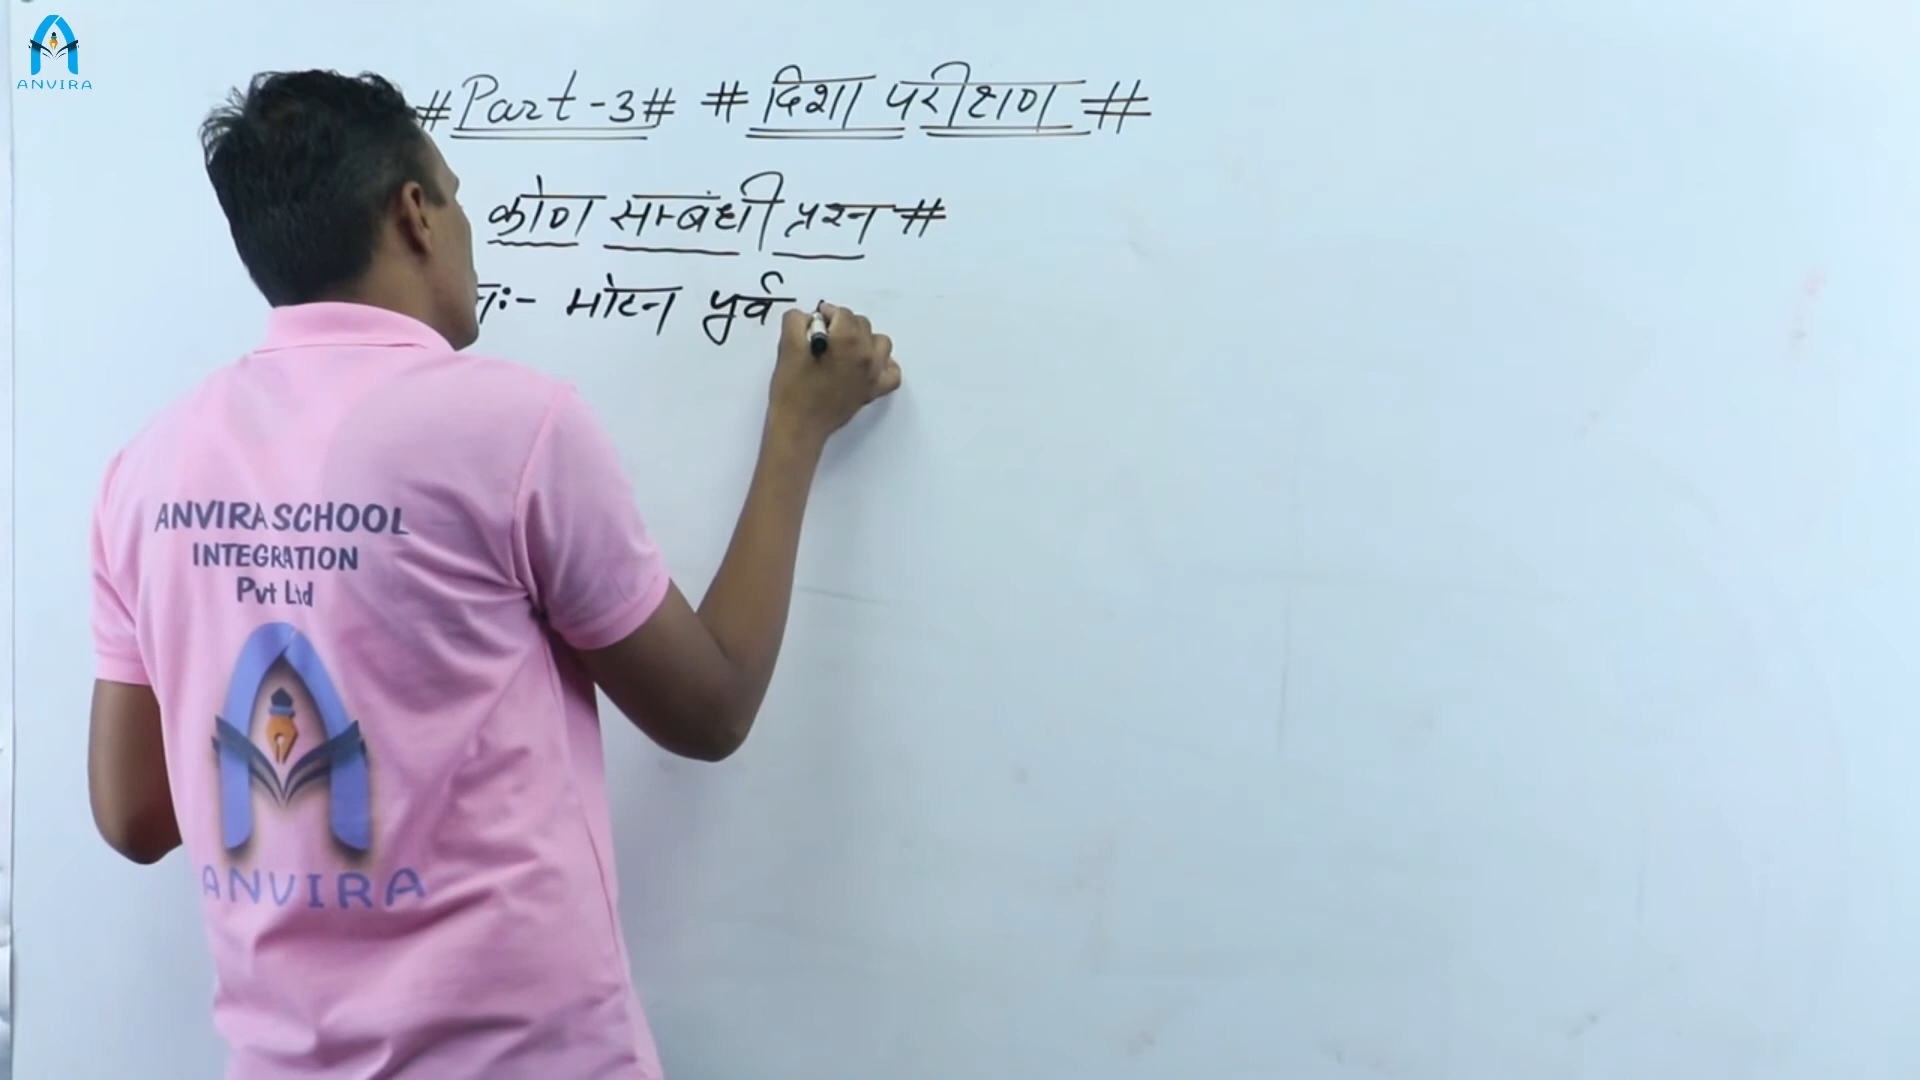 ANVIRA
#Part-3# #दिशा परीक्षण#
कोण सम्बंधी प्रश्न #
:- मोहन पूर्व
ANVIRA SCHOOL
INTEGRATION
Pvt Ltd
ANVIRA